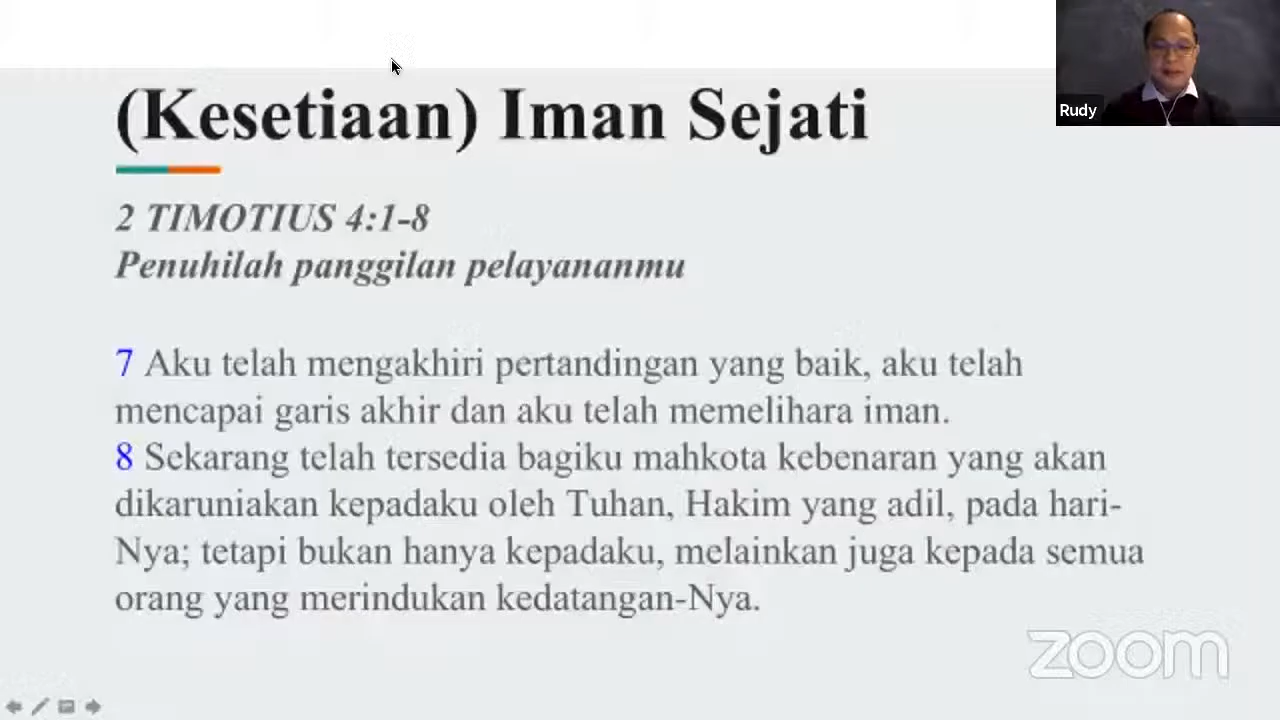 (Kesetiaan) Iman Sejati
Rudy
2 TIMOTIUS 4:1-8
Penuhilah panggilan pelayananmu
7 Aku telah mengakhiri pertandingan yang baik, aku telah
mencapai garis akhir dan aku telah memelihara iman.
8 Sekarang telah tersedia bagiku mahkota kebenaran yang akan
dikaruniakan kepadaku oleh Tuhan, Hakim yang adil, pada hari-
Nya; tetapi bukan hanya kepadaku, melainkan juga kepada semua
orang yang merindukan kedatangan-Nya.
zoom